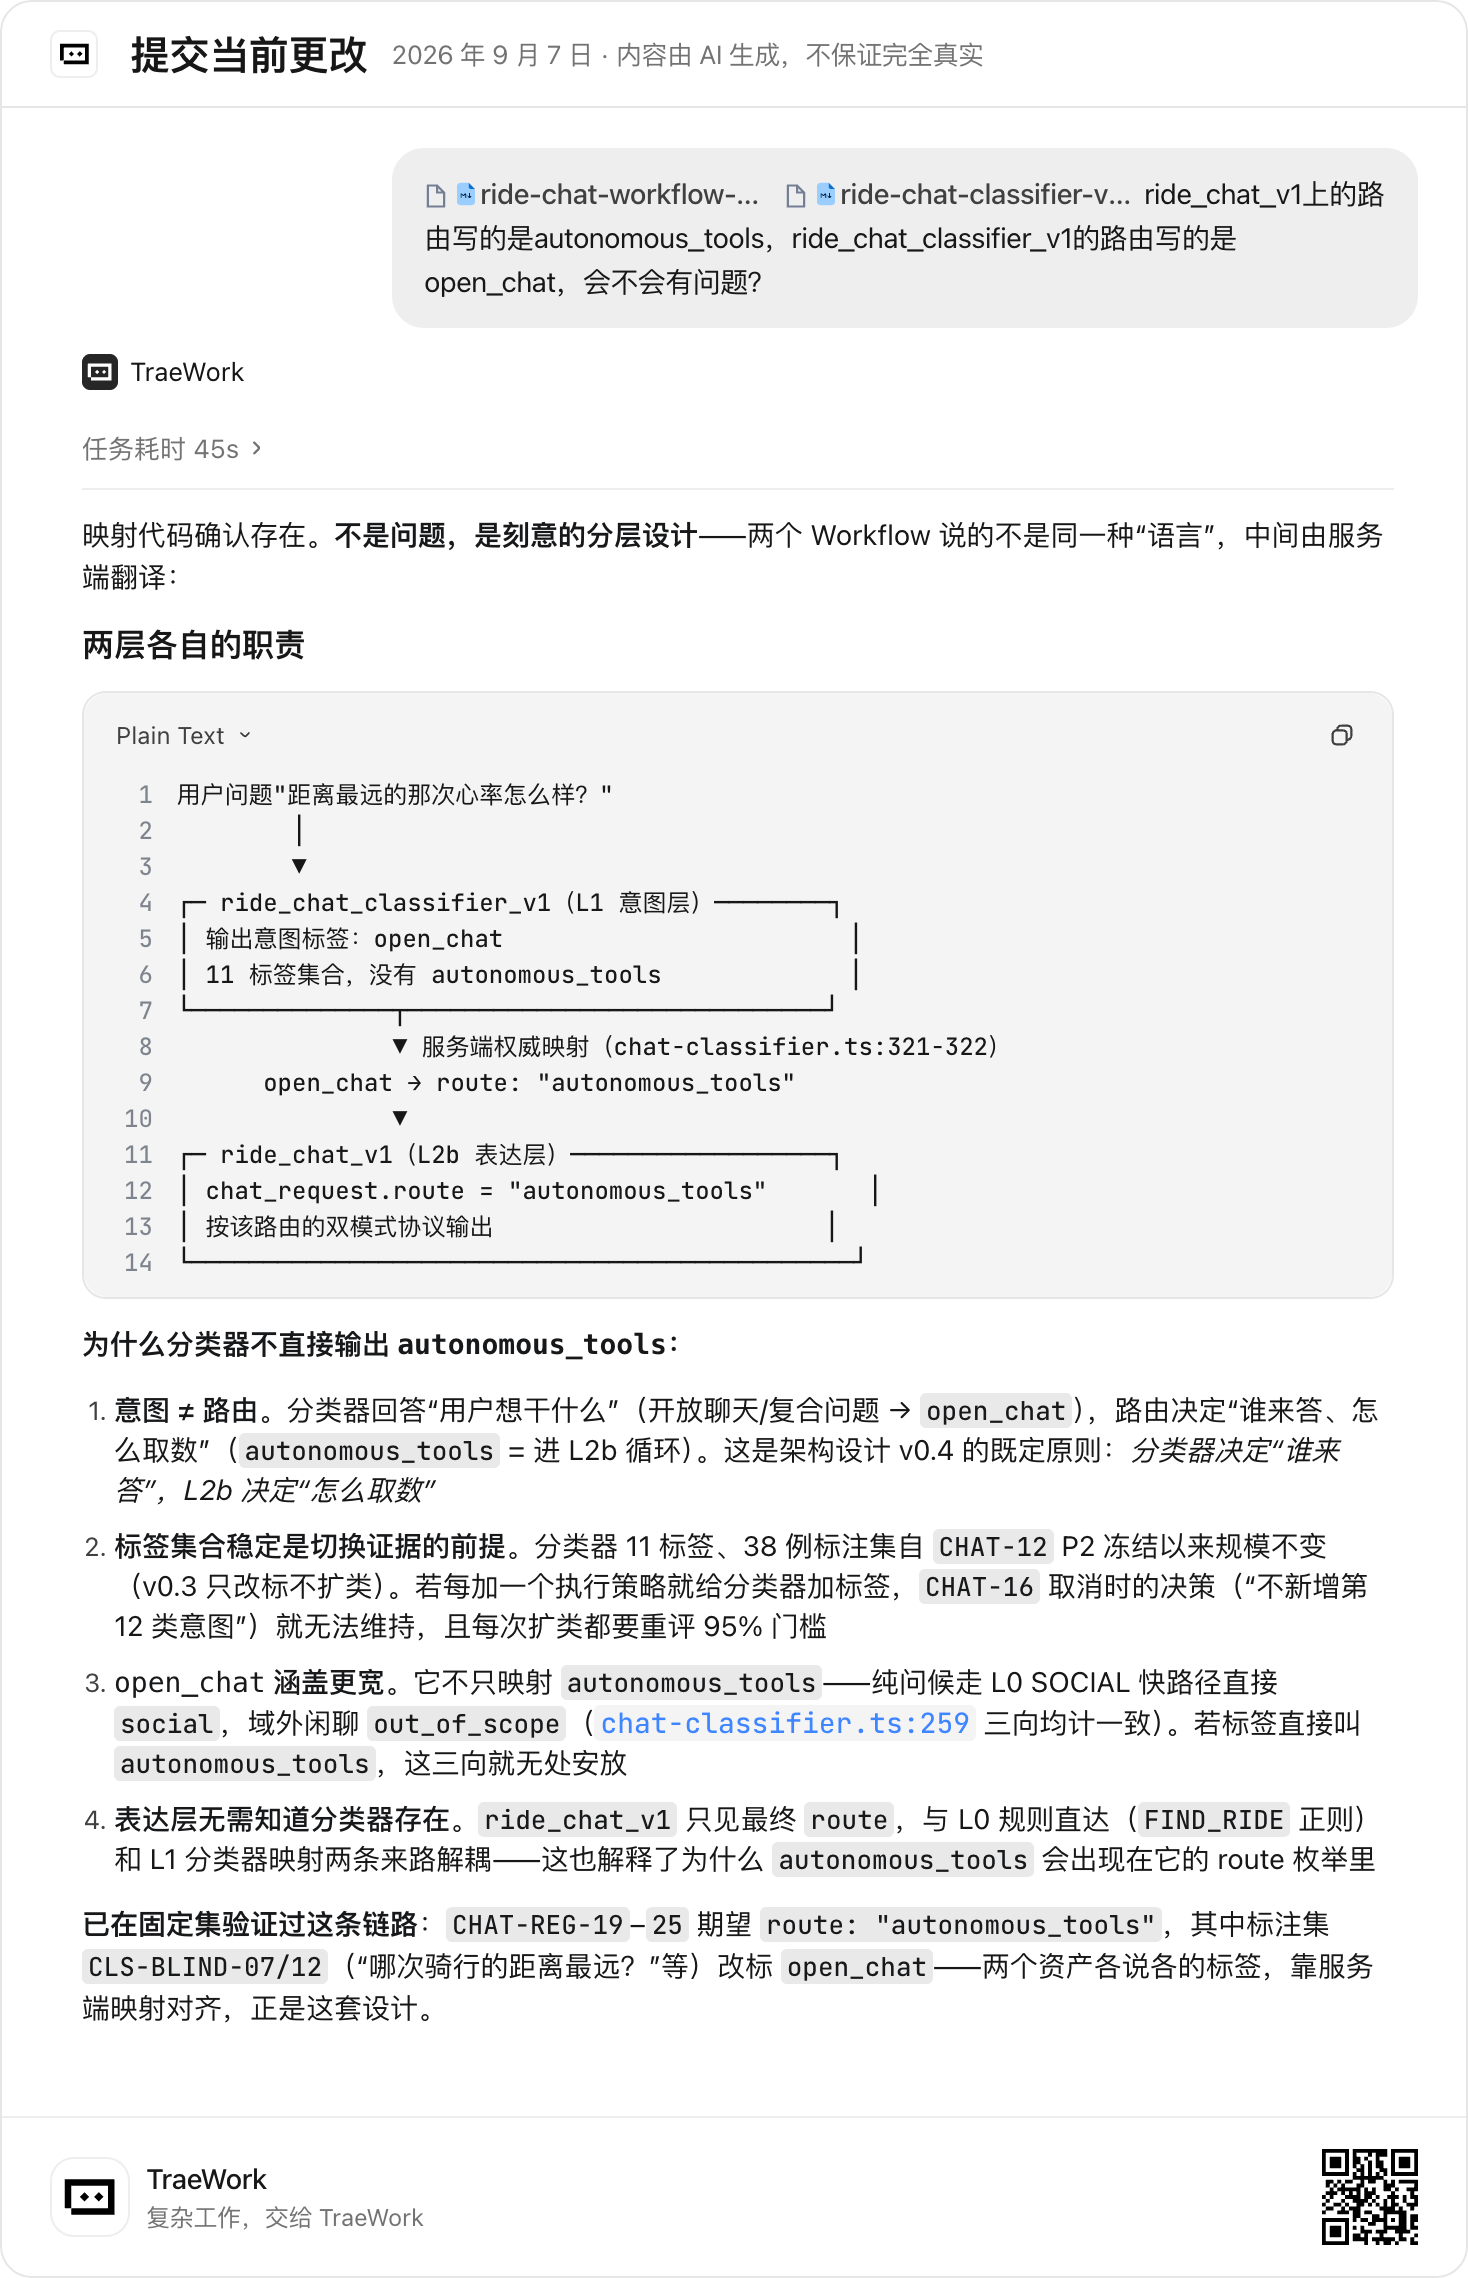 提交当前更改 2026 年 9 月 7 日 · 内容由 AI 生成，不保证完全真实
ride-chat-workflow-... ride-chat-classifier-v... ride_chat_v1上的路
由写的是autonomous_tools，ride_chat_classifier_v1的路由写的是
open_chat，会不会有问题？
TraeWork
任务耗时 45s >
映射代码确认存在。不是问题，是刻意的分层设计——两个 Workflow 说的不是同一种“语言”，中间由服务
端翻译：
两层各自的职责
Plain Text
1 用户问题"距离最远的那次心率怎么样？"
2 │
3 ▼
4 ┌─ ride_chat_classifier_v1（L1 意图层）────────┐
5 │ 输出意图标签：open_chat │
6 │ 11 标签集合，没有 autonomous_tools │
7 └──────────────┬─────────────────────────────┘
8 ▼ 服务端权威映射（chat-classifier.ts:321-322）
9 open_chat → route: "autonomous_tools"
10 ▼
11 ┌─ ride_chat_v1（L2b 表达层）──────────────────┐
12 │ chat_request.route = "autonomous_tools" │
13 │ 按该路由的双模式协议输出 │
14 └──────────────────────────────────────────────┘
为什么分类器不直接输出 autonomous_tools：
1. 意图 ≠ 路由。分类器回答“用户想干什么”（开放聊天/复合问题 → open_chat），路由决定“谁来答、怎
么取数”（autonomous_tools = 进 L2b 循环）。这是架构设计 v0.4 的既定原则：分类器决定“谁来
答”，L2b 决定“怎么取数”
2. 标签集合稳定是切换证据的前提。分类器 11 标签、38 例标注集自 CHAT-12 P2 冻结以来规模不变
（v0.3 只改标不扩类）。若每加一个执行策略就给分类器加标签，CHAT-16 取消时的决策（“不新增第
12 类意图”）就无法维持，且每次扩类都要重评 95% 门槛
3. open_chat 涵盖更宽。它不只映射 autonomous_tools——纯问候走 L0 SOCIAL 快路径直接
social，域外闲聊 out_of_scope（chat-classifier.ts:259 三向均计一致）。若标签直接叫
autonomous_tools，这三向就无处安放
4. 表达层无需知道分类器存在。ride_chat_v1 只见最终 route，与 L0 规则直达（FIND_RIDE 正则）
和 L1 分类器映射两条来路解耦——这也解释了为什么 autonomous_tools 会出现在它的 route 枚举里
已在固定集验证过这条链路：CHAT-REG-19–25 期望 route: "autonomous_tools"，其中标注集
CLS-BLIND-07/12（“哪次骑行的距离最远？”等）改标 open_chat——两个资产各说各的标签，靠服务
端映射对齐，正是这套设计。
TraeWork
复杂工作，交给 TraeWork